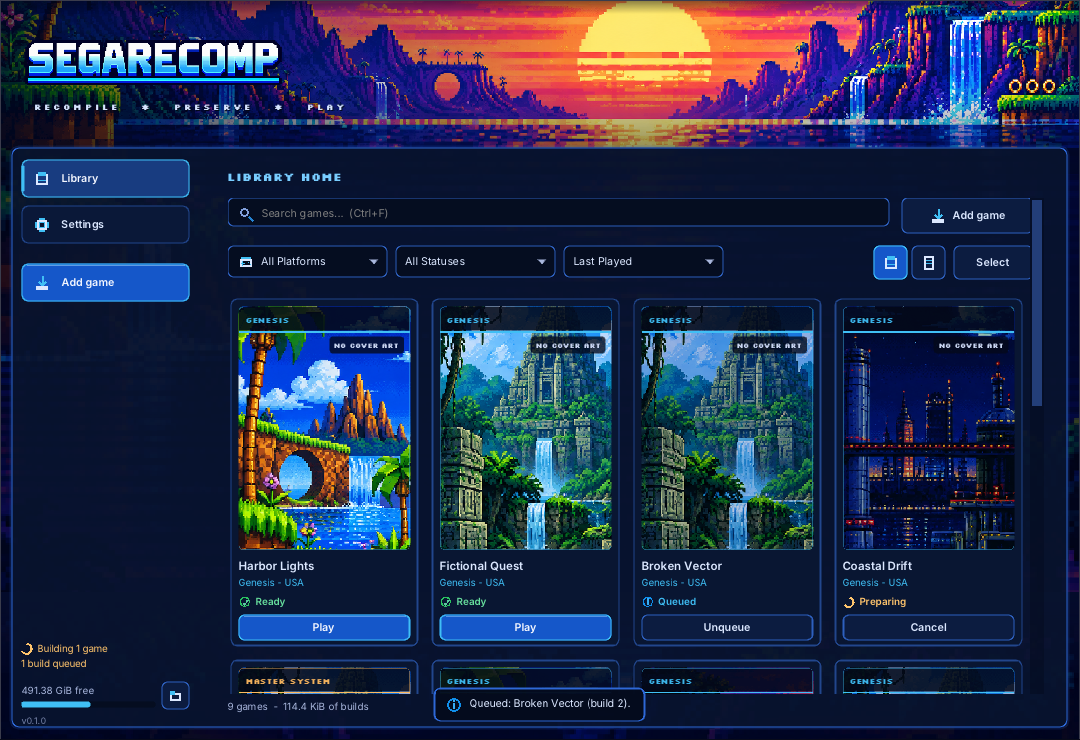 SEGARECOMP
RECOMPILE * PRESERVE * PLAY
Library
Settings
Add game
LIBRARY HOME
Search games... (Ctrl+F)
Add game
All Platforms
All Statuses
Last Played
Select
GENESIS
NO COVER ART
Harbor Lights
Genesis - USA
Ready
Play
GENESIS
NO COVER ART
Fictional Quest
Genesis - USA
Ready
Play
GENESIS
NO COVER ART
Broken Vector
Genesis - USA
Queued
Unqueue
GENESIS
NO COVER ART
Coastal Drift
Genesis - USA
Preparing
Cancel
MASTER SYSTEM
GENESIS
GENESIS
GENESIS
Building 1 game
1 build queued
491.38 GiB free
v0.1.0
9 games - 114.4 KiB of builds
Queued: Broken Vector (build 2).